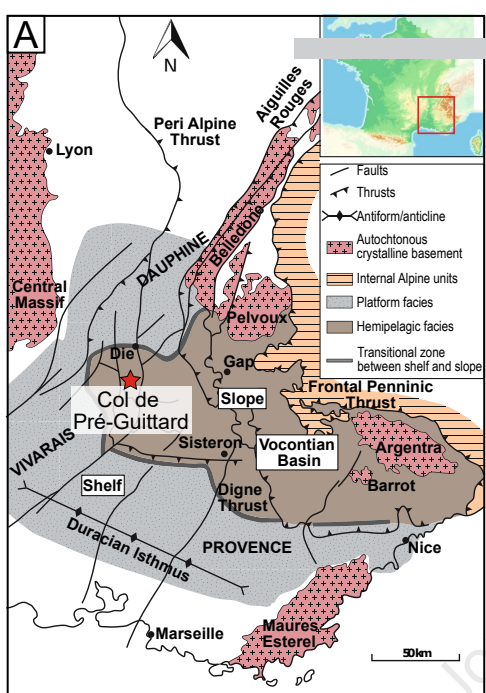 A
N
Lyon
Peri Alpine
Thrust
Aiguilles
Rouges
Belledone
DAUPHINE
Central
Massif
Pelvoux
Die
Gap
Col de
Pré-Guittard
Slope
Frontal Penninic
Thrust
VIVARAIS
Sisteron
Vocontian
Basin
Argentra
Barrot
Shelf
Digne
Thrust
Duracian Isthmus
PROVENCE
Nice
Marseille
Maures
Esterel
50km
Faults
Thrusts
Antiform/anticline
Autochtonous
crystalline basement
Internal Alpine units
Platform facies
Hemipelagic facies
Transitional zone
between shelf and slope